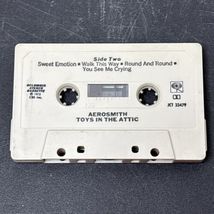 Side Two
Sweet Emotion • Walk This Way • Round And Round •
You See Me Crying
AEROSMITH
TOYS IN THE ATTIC
JCT 33479